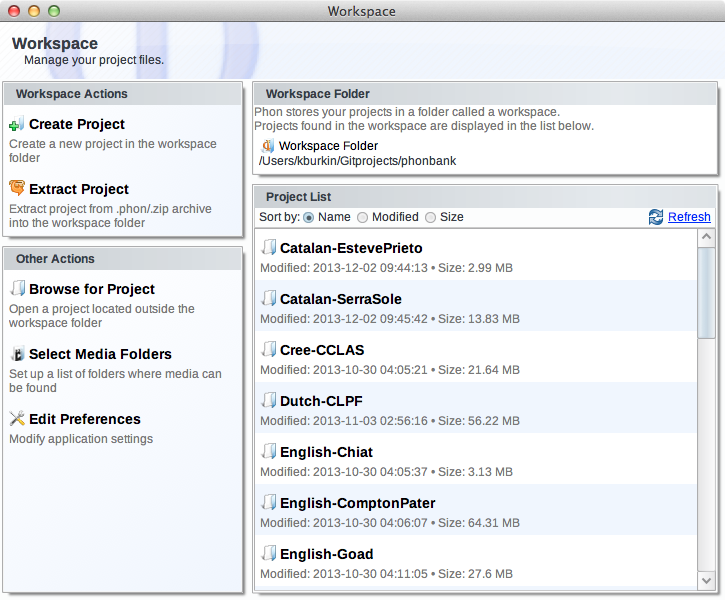 Workspace
Workspace
Manage your project files.
Workspace Actions
Create Project
Create a new project in the workspace
folder
Extract Project
Extract project from .phon/.zip archive
into the workspace folder
Other Actions
Browse for Project
Open a project located outside the
workspace folder
Select Media Folders
Set up a list of folders where media can
be found
Edit Preferences
Modify application settings
Workspace Folder
Phon stores your projects in a folder called a workspace.
Projects found in the workspace are displayed in the list below.
Workspace Folder
/Users/kburkin/Gitprojects/phonbank
Project List
Sort by: Name Modified Size Refresh
Catalan-EstevePrieto
Modified: 2013-12-02 09:44:13 • Size: 2.99 MB
Catalan-SerraSole
Modified: 2013-12-02 09:45:42 • Size: 13.83 MB
Cree-CCLAS
Modified: 2013-10-30 04:05:21 • Size: 21.64 MB
Dutch-CLPF
Modified: 2013-11-03 02:56:16 • Size: 56.22 MB
English-Chiat
Modified: 2013-10-30 04:05:37 • Size: 3.13 MB
English-ComptonPater
Modified: 2013-10-30 04:06:07 • Size: 64.31 MB
English-Goad
Modified: 2013-10-30 04:11:05 • Size: 27.6 MB